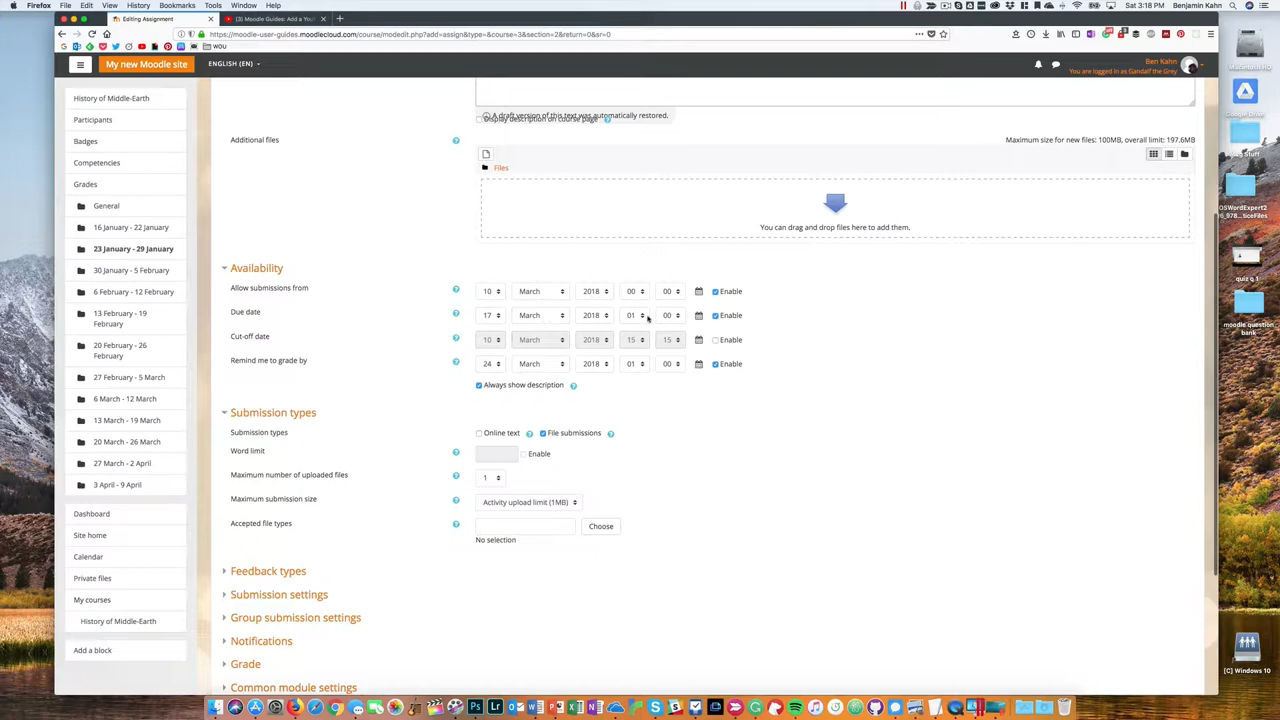 Firefox File Edit View History Bookmarks Tools Window Help
Sat 3:18 PM Benjamin Kahn
Editing Assignment
(3) Moodle Guides: Add a You
https://moodle-user-guides.moodlecloud.com/course/modedit.php?add=assign&type=&course=3&section=2&return=0&sr=0
WOU
My new Moodle site
ENGLISH (EN)
Ben Kahn
You are logged in as Gandalf the Grey
History of Middle-Earth
Participants
Badges
Competencies
Grades
General
16 January - 22 January
23 January - 29 January
30 January - 5 February
6 February - 12 February
13 February - 19
February
20 February - 26
February
27 February - 5 March
6 March - 12 March
13 March - 19 March
20 March - 26 March
27 March - 2 April
3 April - 9 April
Dashboard
Site home
Calendar
Private files
My courses
History of Middle-Earth
Add a block
A draft version of this text was automatically restored.
Display description on course page
Additional files
Maximum size for new files: 100MB, overall limit: 197.6MB
Files
You can drag and drop files here to add them.
Availability
Allow submissions from 10 March 2018 00 00 Enable
Due date 17 March 2018 01 00 Enable
Cut-off date 10 March 2018 15 15 Enable
Remind me to grade by 24 March 2018 01 00 Enable
Always show description
Submission types
Submission types Online text File submissions
Word limit Enable
Maximum number of uploaded files 1
Maximum submission size Activity upload limit (1MB)
Accepted file types Choose
No selection
Feedback types
Submission settings
Group submission settings
Notifications
Grade
Common module settings
Google Drive
Stuff
quiz q 1
moodle question
bank
[C] Windows 10